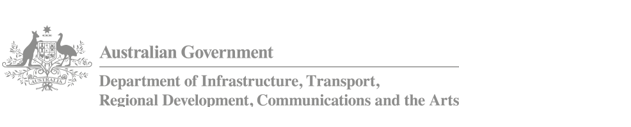 Australian Government
Department of Infrastructure, Transport,
Regional Development, Communications and the Arts